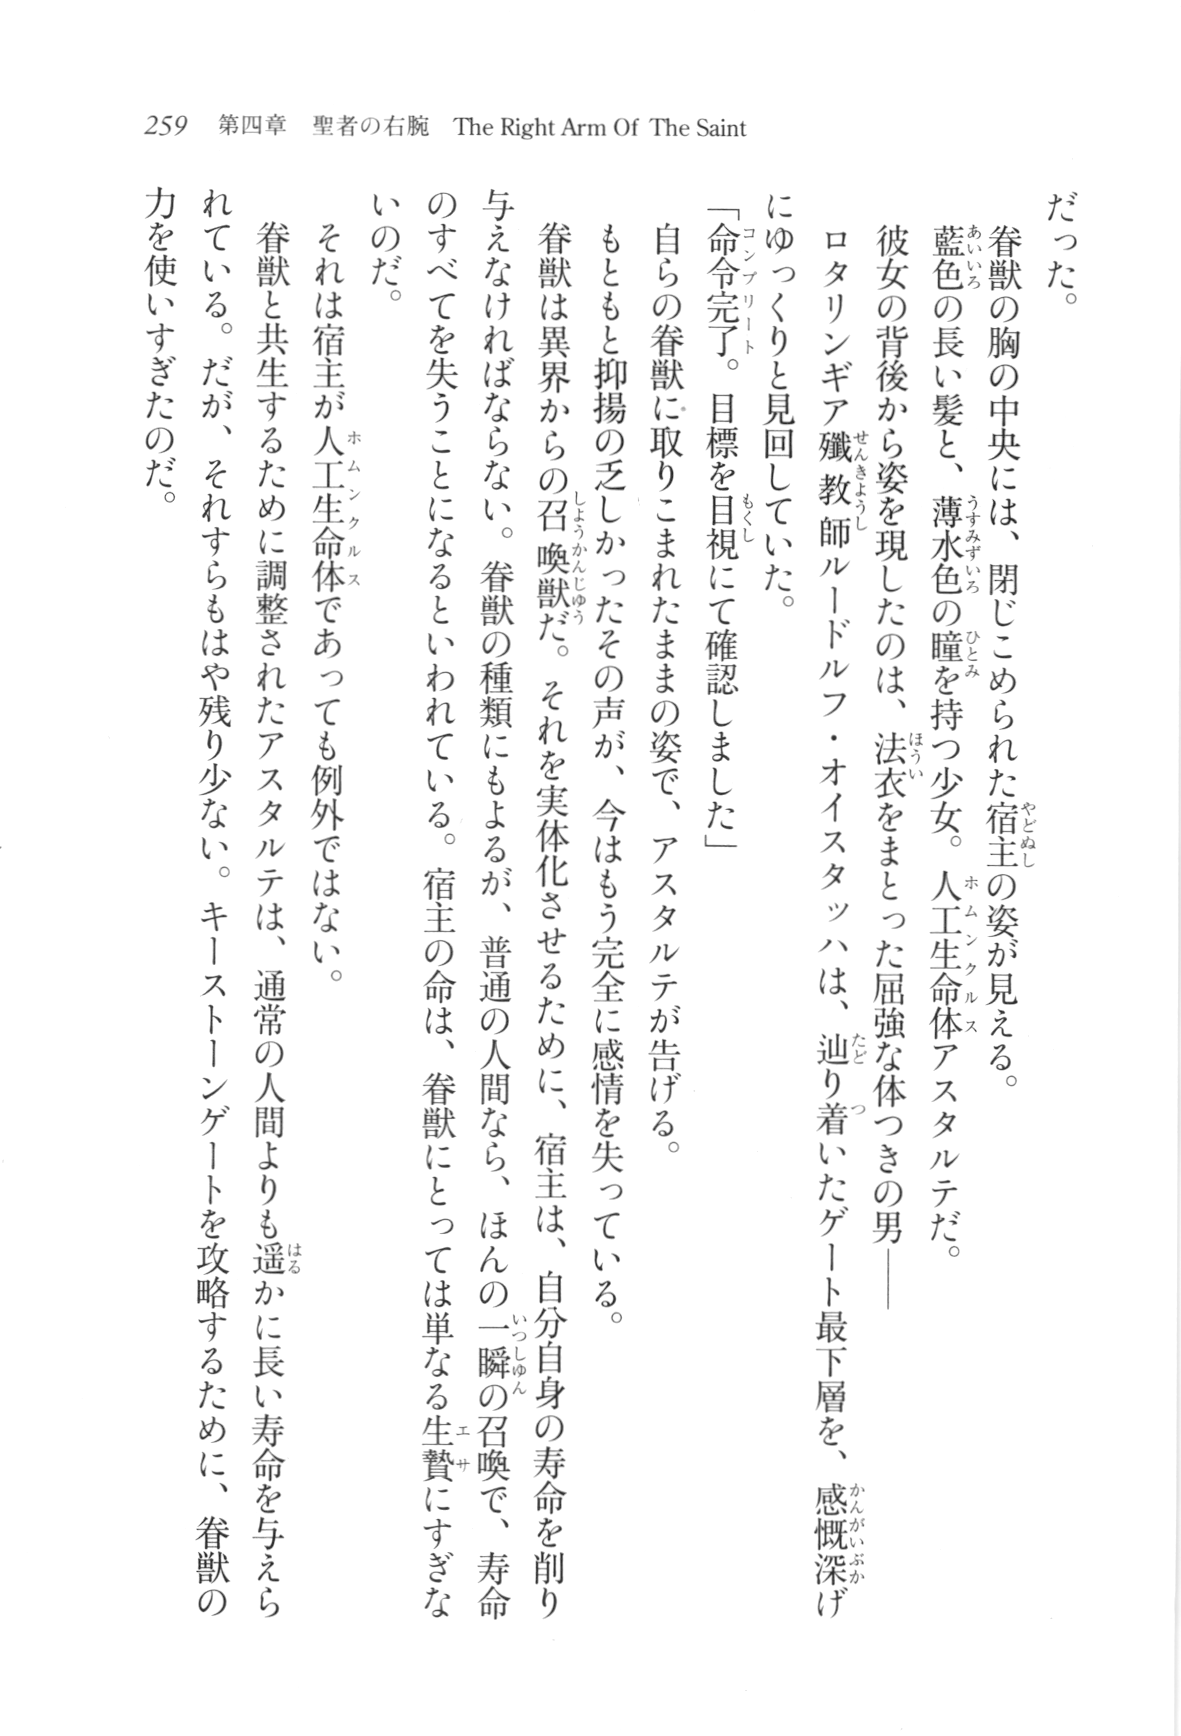 259 第四章 聖者の右腕 The Right Arm Of The Saint
だった。
眷獣の胸の中央には、閉じこめられた宿主の姿が見える。
藍色の長い髪と、薄水色の瞳を持つ少女。人工生命体アスタルテだ。
彼女の背後から姿を現したのは、法衣をまとった屈強な体つきの男――
ロタリンギア殲教師ルードルフ・オイスタッハは、辿り着いたゲート最下層を、感慨深げ
にゆっくりと見回していた。
「命令完了。目標を目視にて確認しました」
自らの眷獣に取りこまれたままの姿で、アスタルテが告げる。
もともと抑揚の乏しかったその声が、今はもう完全に感情を失っている。
眷獣は異界からの召喚獣だ。それを実体化させるために、宿主は、自分自身の寿命を削り
与えなければならない。眷獣の種類にもよるが、普通の人間なら、ほんの一瞬の召喚で、寿命
のすべてを失うことになるといわれている。宿主の命は、眷獣にとっては単なる生贄にすぎな
いのだ。
それは宿主が人工生命体であっても例外ではない。
眷獣と共生するために調整されたアスタルテは、通常の人間よりも遥かに長い寿命を与えら
れている。だが、それすらもはや残り少ない。キーストーンゲートを攻略するために、眷獣の
力を使いすぎたのだ。